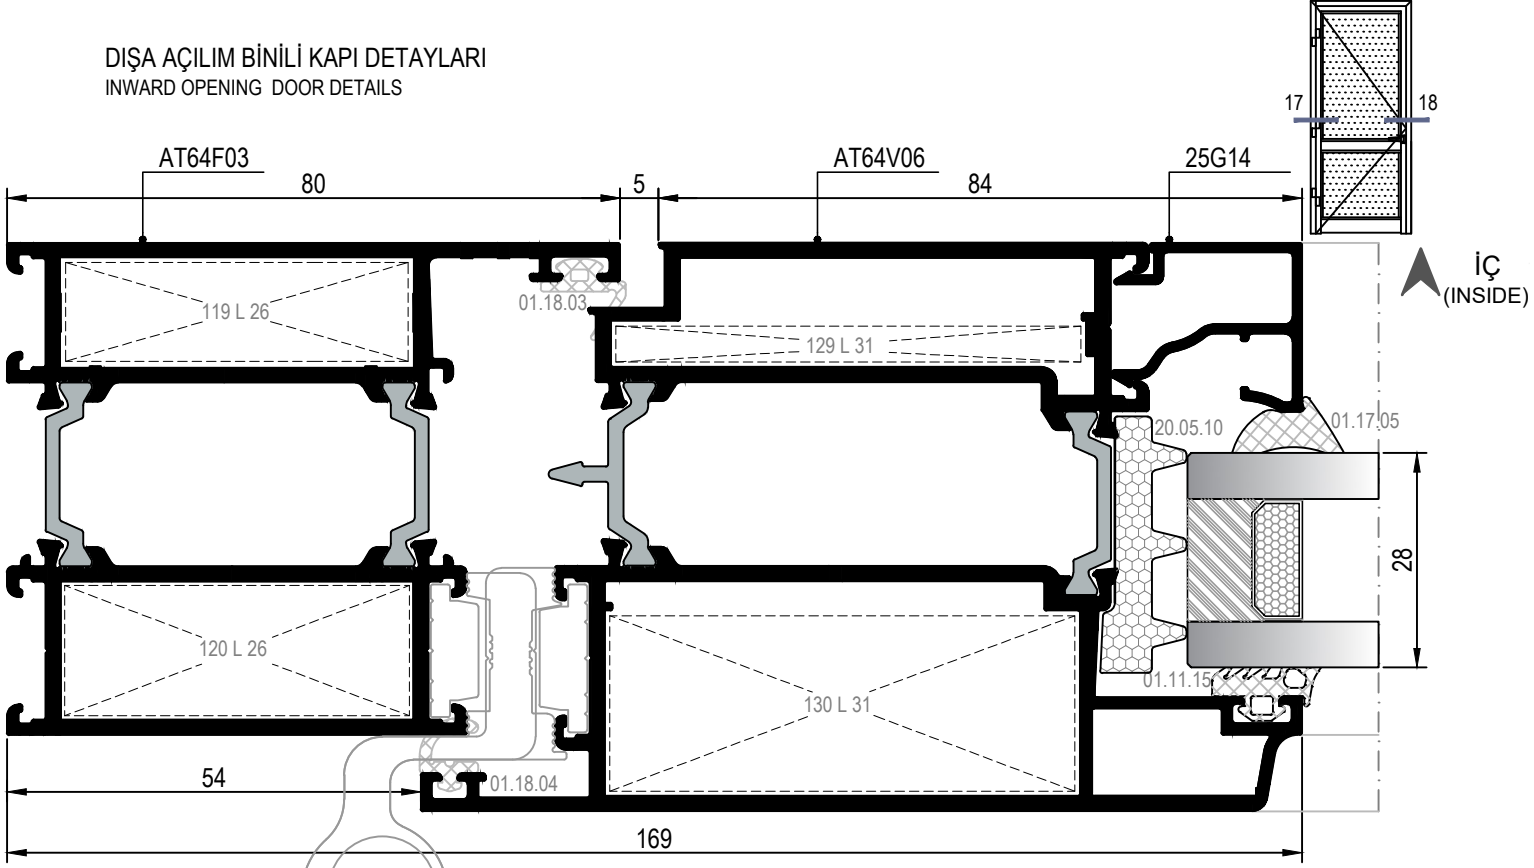 DIŞA AÇILIM BİNİLİ KAPI DETAYLARI
INWARD OPENING DOOR DETAILS
17
18
AT64F03
AT64V06
25G14
80
5
84
İÇ
(INSIDE)
119 L 26
01.18.03
129 L 31
20.05.10
01.17.05
28
120 L 26
130 L 31
01.11.15
54
01.18.04
169